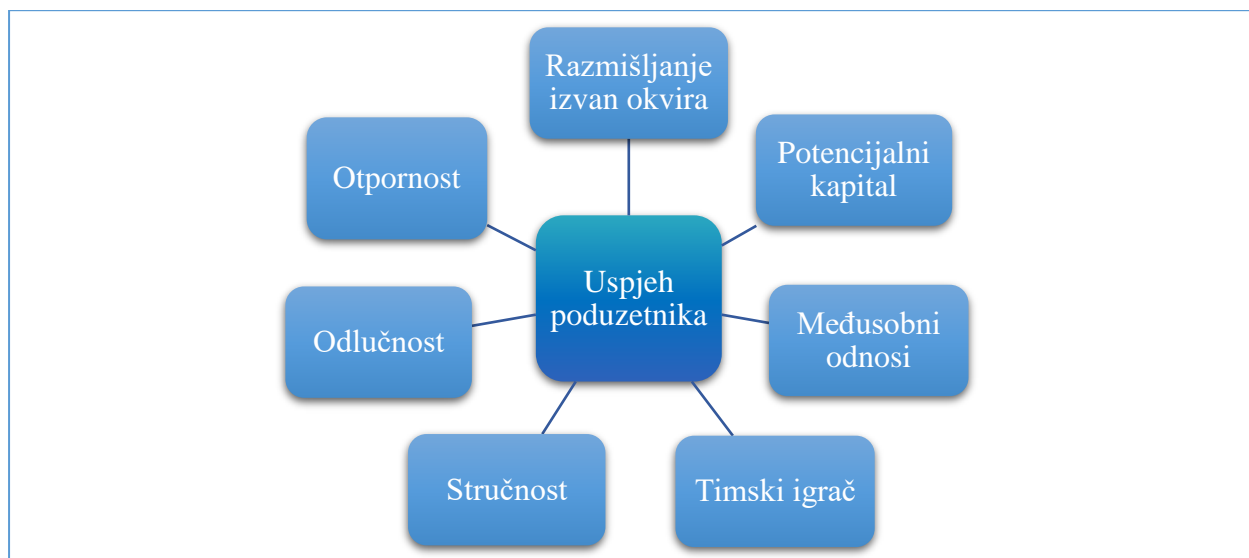 Razmišljanje
izvan okvira
Potencijalni
kapital
Otpornost
Uspjeh
poduzetnika
Međusobni
odnosi
Odlučnost
Stručnost
Timski igrač